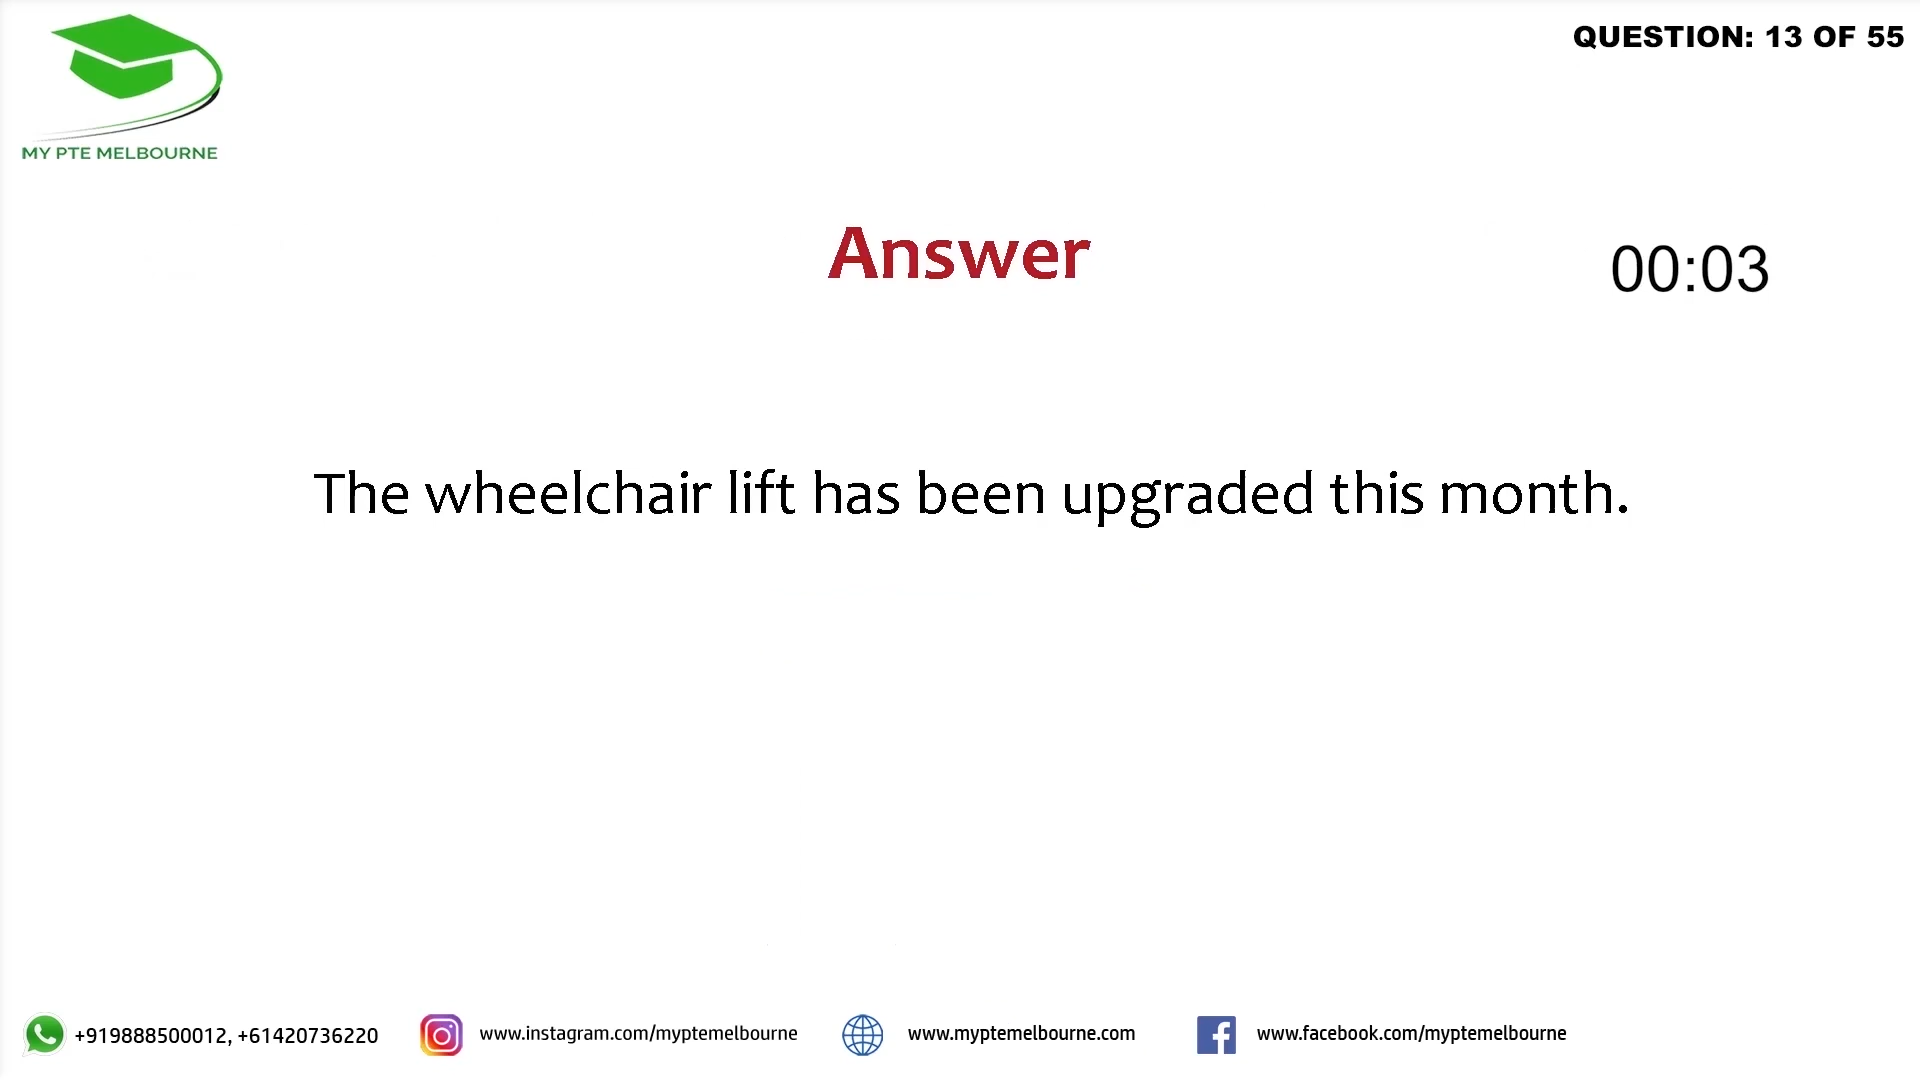 QUESTION: 13 OF 55
MY PTE MELBOURNE
Answer
00:03
The wheelchair lift has been upgraded this month.
+919888500012, +61420736220
www.instagram.com/myptemelbourne
www.myptemelbourne.com
www.facebook.com/myptemelbourne